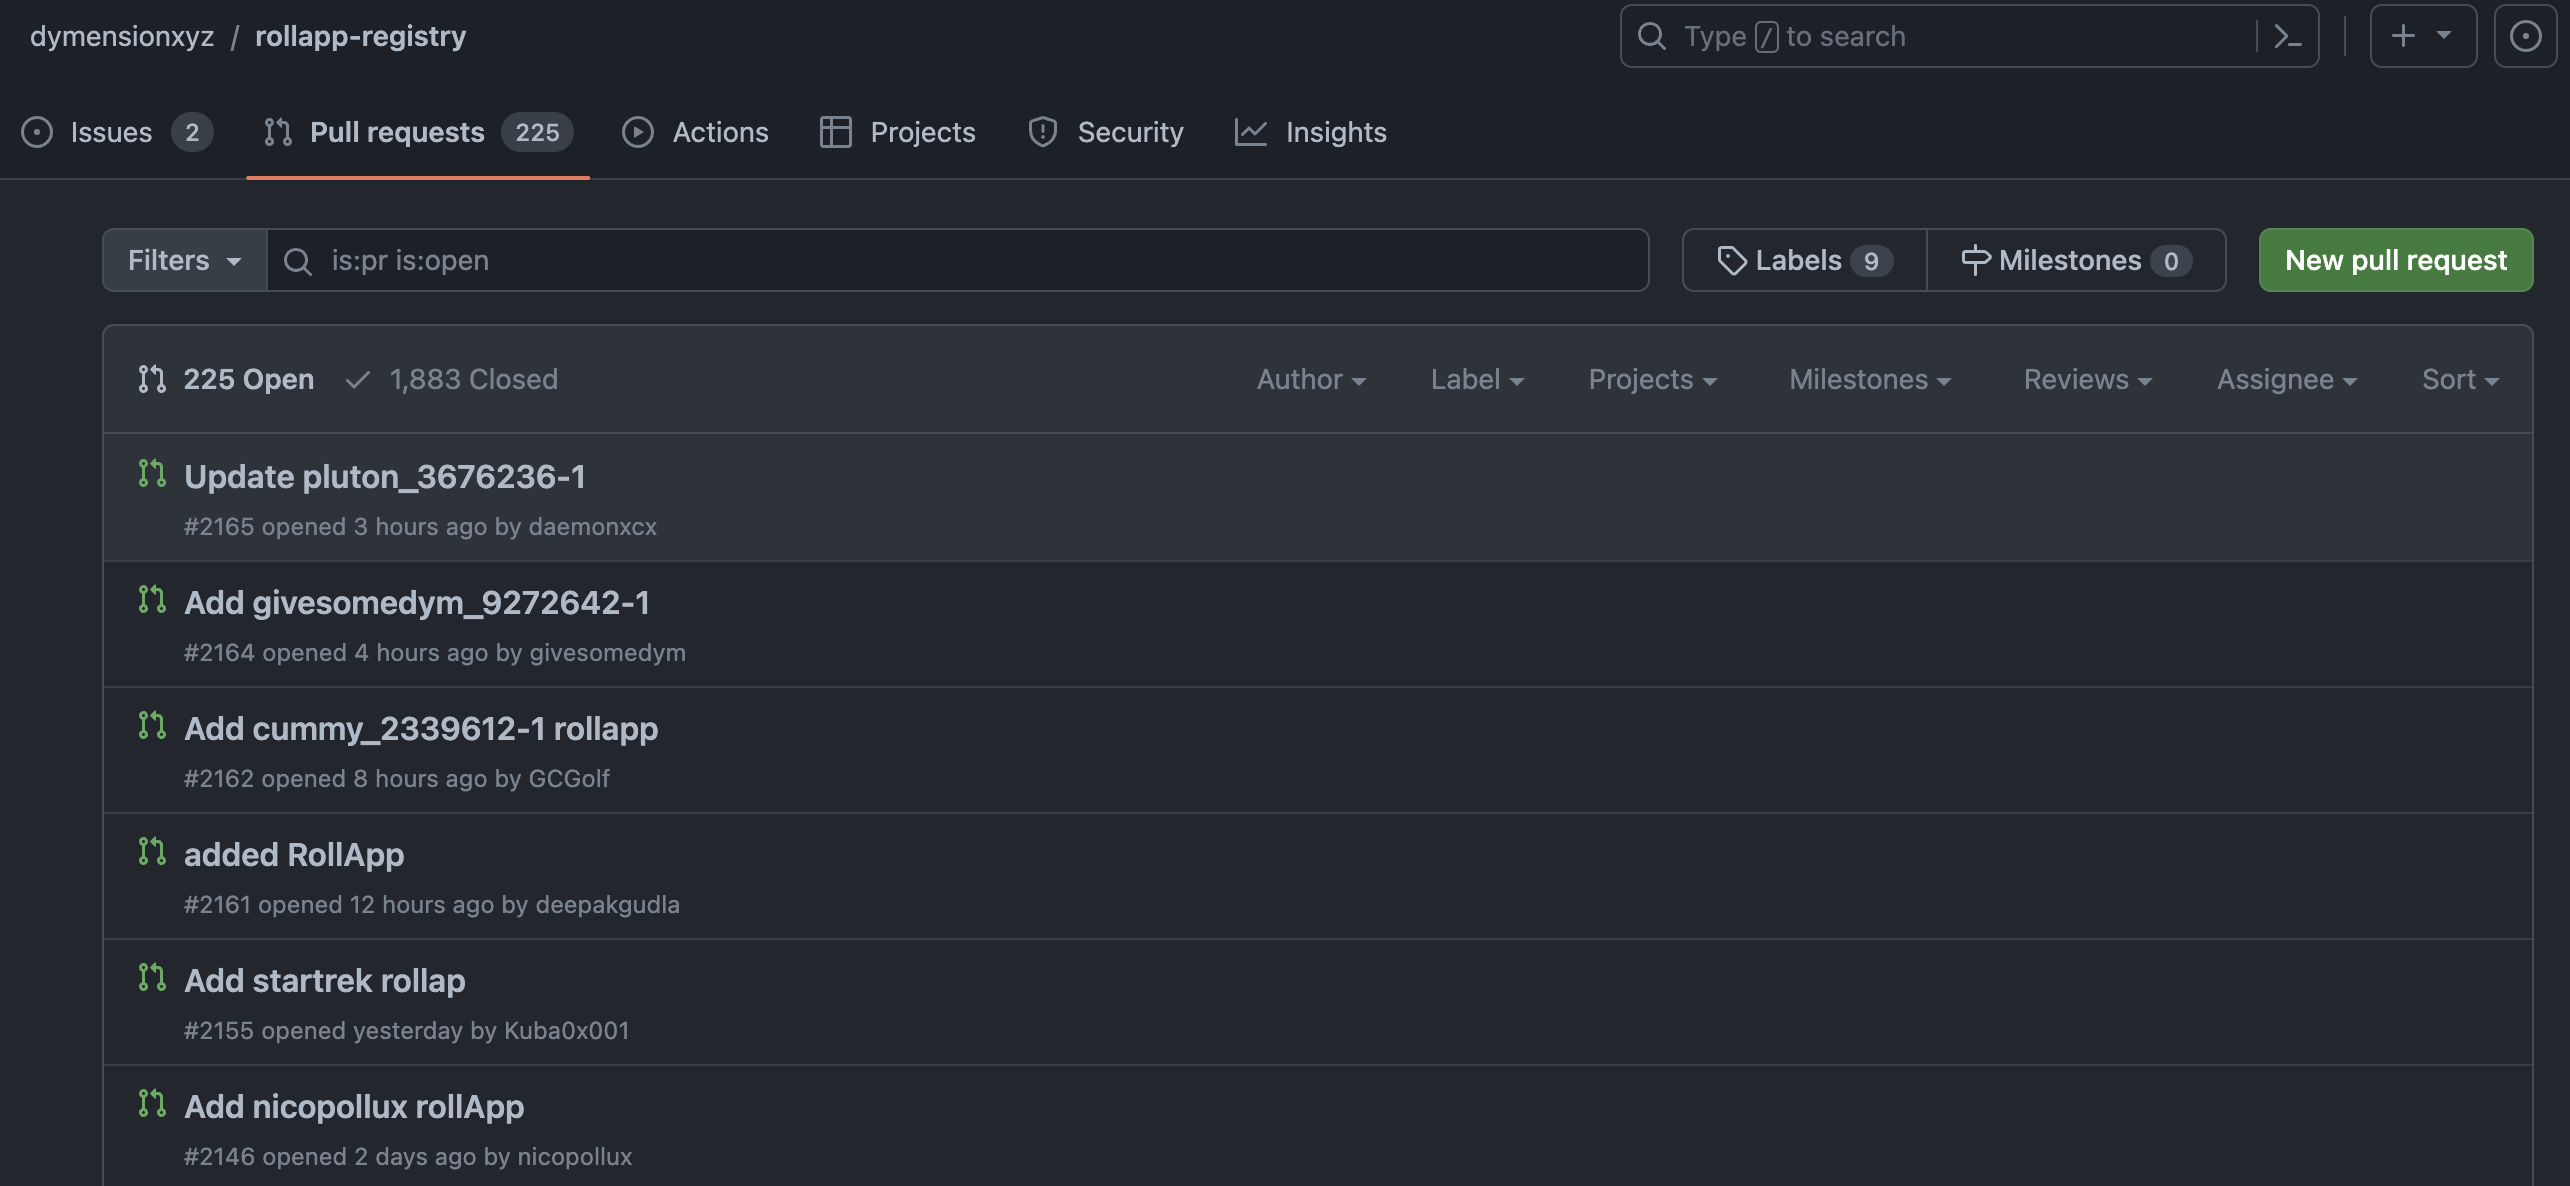 dymensionxyz / rollapp-registry
Type / to search
Issues 2
Pull requests 225
Actions
Projects
Security
Insights
Filters
is:pr is:open
Labels 9
Milestones 0
New pull request
225 Open
1,883 Closed
Author
Label
Projects
Milestones
Reviews
Assignee
Sort
Update pluton_3676236-1
#2165 opened 3 hours ago by daemonxcx
Add givesomedym_9272642-1
#2164 opened 4 hours ago by givesomedym
Add cummy_2339612-1 rollapp
#2162 opened 8 hours ago by GCGolf
added RollApp
#2161 opened 12 hours ago by deepakgudla
Add startrek rollap
#2155 opened yesterday by Kuba0x001
Add nicopollux rollApp
#2146 opened 2 days ago by nicopollux